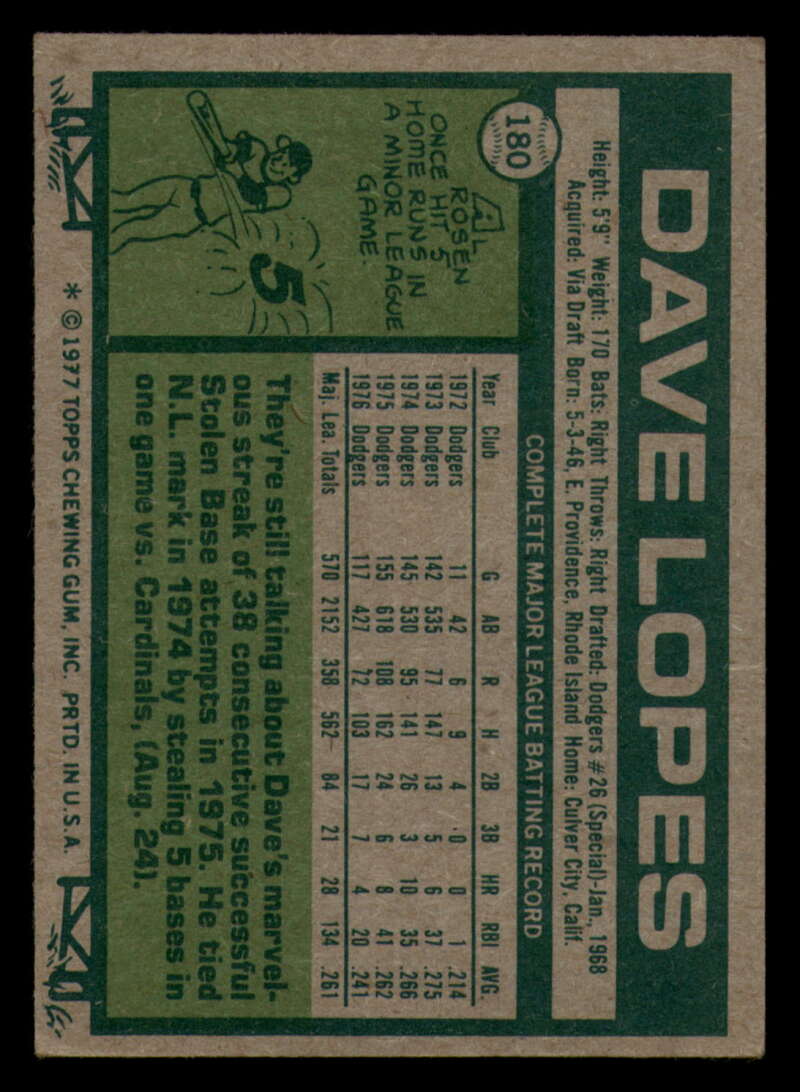 180
DAVE LOPES
Height: 5'9" Weight: 170 Bats: Right Throws: Right Drafted: Dodgers #26 (Special)-Jan., 1968
Acquired: Via Draft Born: 5-3-46, E. Providence, Rhode Island Home: Culver City, Calif.
AL ROSEN
ONCE HIT 5
HOME RUNS IN
A MINOR LEAGUE
GAME.
5
COMPLETE MAJOR LEAGUE BATTING RECORD
Year Club G AB R H 2B 3B HR RBI AVG.
1972 Dodgers 11 42 6 9 4 0 0 1 .214
1973 Dodgers 142 535 77 147 13 5 6 37 .275
1974 Dodgers 145 530 95 141 26 3 10 35 .266
1975 Dodgers 155 618 108 162 24 6 8 41 .262
1976 Dodgers 117 427 72 103 17 7 4 20 .241
Maj. Lea. Totals 570 2152 358 562 84 21 28 134 .261
They're still talking about Dave's marvel-
ous streak of 38 consecutive successful
Stolen Base attempts in 1975. He tied
N.L. mark in 1974 by stealing 5 bases in
one game vs. Cardinals, (Aug. 24).
* © 1977 TOPPS CHEWING GUM, INC. PRTD. IN U.S.A.